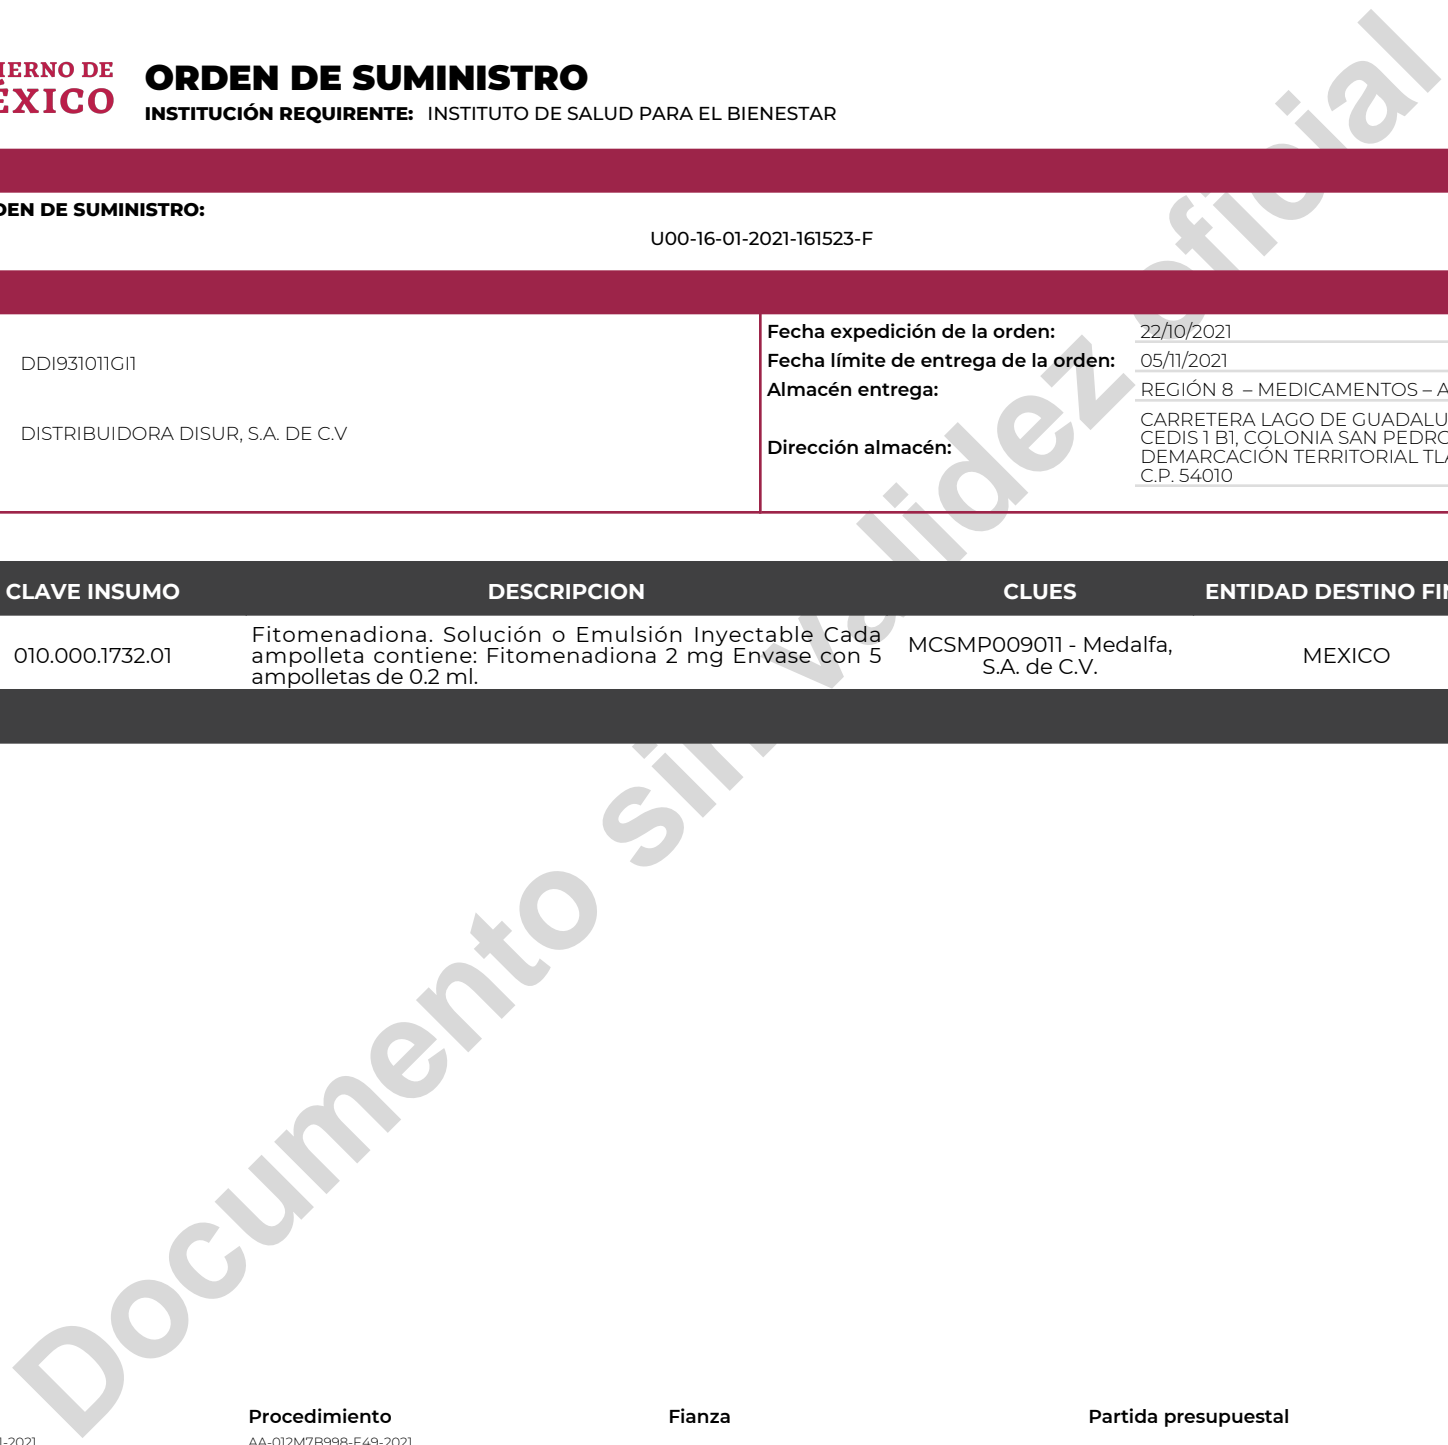 IERNO DE
ÉXICO
ORDEN DE SUMINISTRO
INSTITUCIÓN REQUIRENTE: INSTITUTO DE SALUD PARA EL BIENESTAR
DEN DE SUMINISTRO:
U00-16-01-2021-161523-F
DDI931011GI1
DISTRIBUIDORA DISUR, S.A. DE C.V
Fecha expedición de la orden: 22/10/2021
Fecha límite de entrega de la orden: 05/11/2021
Almacén entrega: REGIÓN 8 – MEDICAMENTOS – A
Dirección almacén:
CARRETERA LAGO DE GUADALU
CEDIS 1 B1, COLONIA SAN PEDRO
DEMARCACIÓN TERRITORIAL TLA
C.P. 54010
CLAVE INSUMO DESCRIPCION CLUES ENTIDAD DESTINO FIN
010.000.1732.01
Fitomenadiona. Solución o Emulsión Inyectable Cada
ampolleta contiene: Fitomenadiona 2 mg Envase con 5
ampolletas de 0.2 ml.
MCSMP009011 - Medalfa,
S.A. de C.V.
MEXICO
Documento sin validez oficial
Procedimiento Fianza Partida presupuestal
1-2021 AA-012M7B998-E49-2021